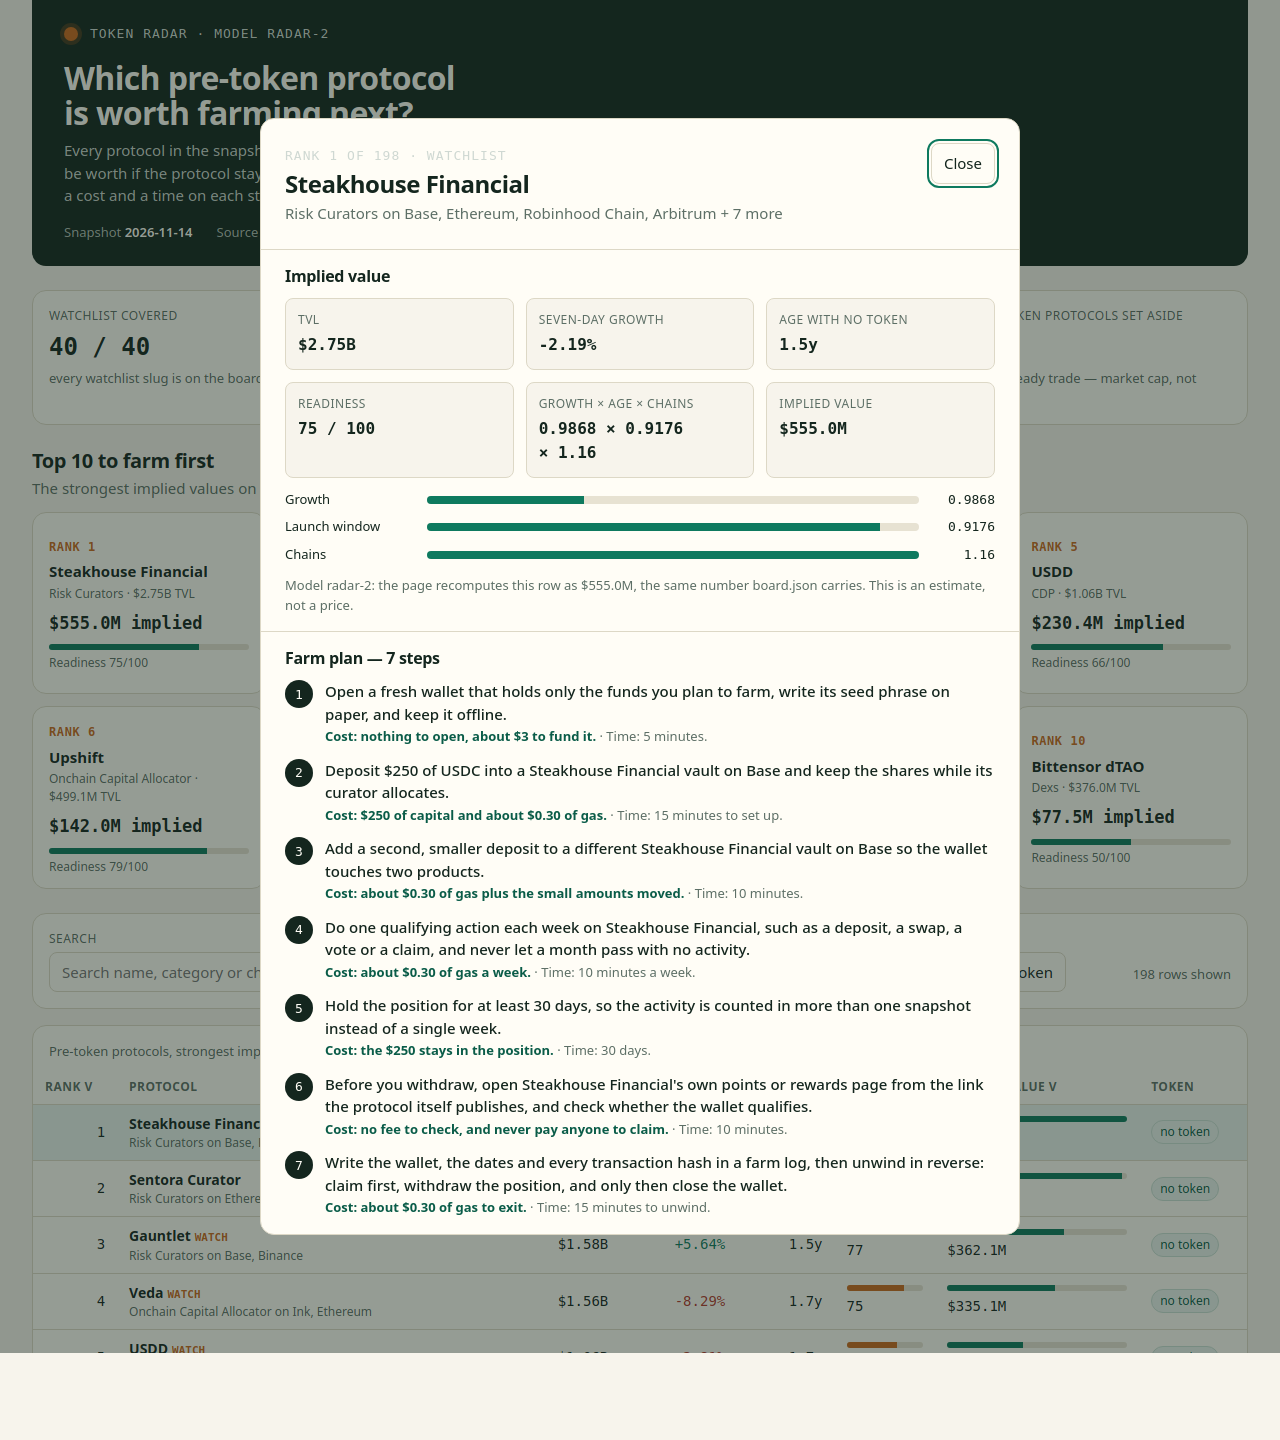 TOKEN RADAR · MODEL RADAR-2
Which pre-token protocol
is worth farming next?
Every protocol in the snapsh
be worth if the protocol stay
a cost and a time on each st
Snapshot 2026-11-14 Source
RANK 1 OF 198 · WATCHLIST
Close
Steakhouse Financial
Risk Curators on Base, Ethereum, Robinhood Chain, Arbitrum + 7 more
Implied value
TVL
$2.75B
SEVEN-DAY GROWTH
-2.19%
AGE WITH NO TOKEN
1.5y
READINESS
75 / 100
GROWTH × AGE × CHAINS
0.9868 × 0.9176
× 1.16
IMPLIED VALUE
$555.0M
Growth 0.9868
Launch window 0.9176
Chains 1.16
Model radar-2: the page recomputes this row as $555.0M, the same number board.json carries. This is an estimate,
not a price.
Farm plan — 7 steps
1 Open a fresh wallet that holds only the funds you plan to farm, write its seed phrase on
paper, and keep it offline.
Cost: nothing to open, about $3 to fund it. · Time: 5 minutes.
2 Deposit $250 of USDC into a Steakhouse Financial vault on Base and keep the shares while its
curator allocates.
Cost: $250 of capital and about $0.30 of gas. · Time: 15 minutes to set up.
3 Add a second, smaller deposit to a different Steakhouse Financial vault on Base so the wallet
touches two products.
Cost: about $0.30 of gas plus the small amounts moved. · Time: 10 minutes.
4 Do one qualifying action each week on Steakhouse Financial, such as a deposit, a swap, a
vote or a claim, and never let a month pass with no activity.
Cost: about $0.30 of gas a week. · Time: 10 minutes a week.
5 Hold the position for at least 30 days, so the activity is counted in more than one snapshot
instead of a single week.
Cost: the $250 stays in the position. · Time: 30 days.
6 Before you withdraw, open Steakhouse Financial's own points or rewards page from the link
the protocol itself publishes, and check whether the wallet qualifies.
Cost: no fee to check, and never pay anyone to claim. · Time: 10 minutes.
7 Write the wallet, the dates and every transaction hash in a farm log, then unwind in reverse:
claim first, withdraw the position, and only then close the wallet.
Cost: about $0.30 of gas to exit. · Time: 15 minutes to unwind.
WATCHLIST COVERED
40 / 40
every watchlist slug is on the board
KEN PROTOCOLS SET ASIDE
eady trade — market cap, not
Top 10 to farm first
The strongest implied values on
RANK 1
Steakhouse Financial
Risk Curators · $2.75B TVL
$555.0M implied
Readiness 75/100
RANK 5
USDD
CDP · $1.06B TVL
$230.4M implied
Readiness 66/100
RANK 6
Upshift
Onchain Capital Allocator ·
$499.1M TVL
$142.0M implied
Readiness 79/100
RANK 10
Bittensor dTAO
Dexs · $376.0M TVL
$77.5M implied
Readiness 50/100
SEARCH
Search name, category or ch
oken
198 rows shown
Pre-token protocols, strongest imp
RANK V PROTOCOL LUE V TOKEN
1 Steakhouse Financ no token
Risk Curators on Base,
2 Sentora Curator no token
Risk Curators on Ethere
3 Gauntlet WATCH $1.58B +5.64% 1.5y 77 $362.1M no token
Risk Curators on Base, Binance
4 Veda WATCH $1.56B -8.29% 1.7y 75 $335.1M no token
Onchain Capital Allocator on Ink, Ethereum
USDD WATCH